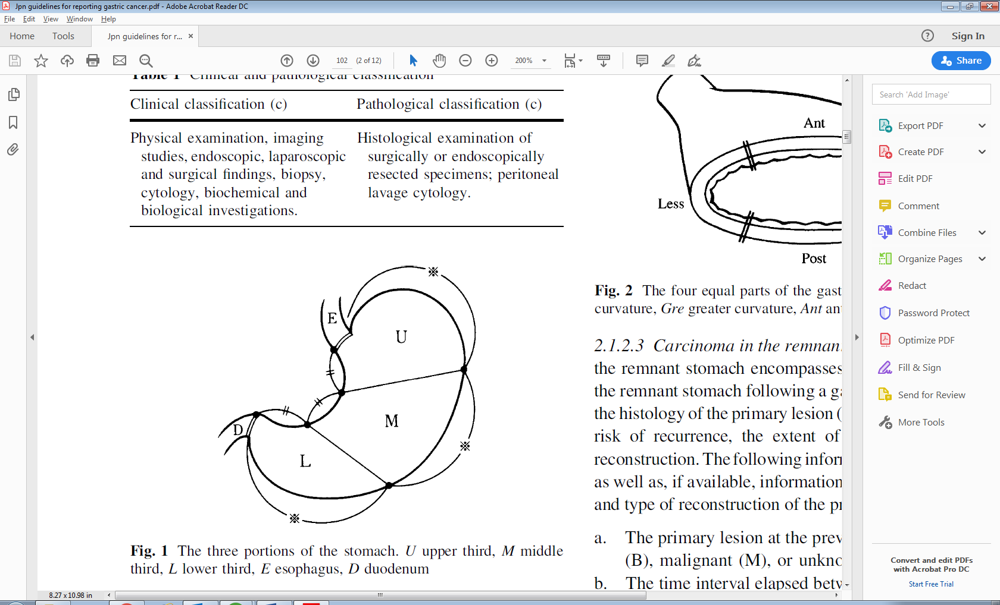 Jpn guidelines for reporting gastric cancer.pdf - Adobe Acrobat Reader DC
File Edit View Window Help
Home Tools Jpn guidelines for r... × ? Sign In
102 (2 of 12) 200% Share
Table 1 Clinical and pathological classification
Clinical classification (c) Pathological classification (c)
Physical examination, imaging
studies, endoscopic, laparoscopic
and surgical findings, biopsy,
cytology, biochemical and
biological investigations.
Histological examination of
surgically or endoscopically
resected specimens; peritoneal
lavage cytology.
※
E
U
M
※
D
L
※
Fig. 1 The three portions of the stomach. U upper third, M middle
third, L lower third, E esophagus, D duodenum
Ant
Less
Post
Fig. 2 The four equal parts of the gast
curvature, Gre greater curvature, Ant an
2.1.2.3 Carcinoma in the remnan
the remnant stomach encompasses
the remnant stomach following a ga
the histology of the primary lesion (
risk of recurrence, the extent of
reconstruction. The following infor
as well as, if available, information
and type of reconstruction of the pr
a. The primary lesion at the prev
(B), malignant (M), or unkno
b. The time interval elapsed betw
8.27 x 10.98 in
Search 'Add Image'
Export PDF
Create PDF
Edit PDF
Comment
Combine Files
Organize Pages
Redact
Password Protect
Optimize PDF
Fill & Sign
Send for Review
More Tools
Convert and edit PDFs
with Acrobat Pro DC
Start Free Trial